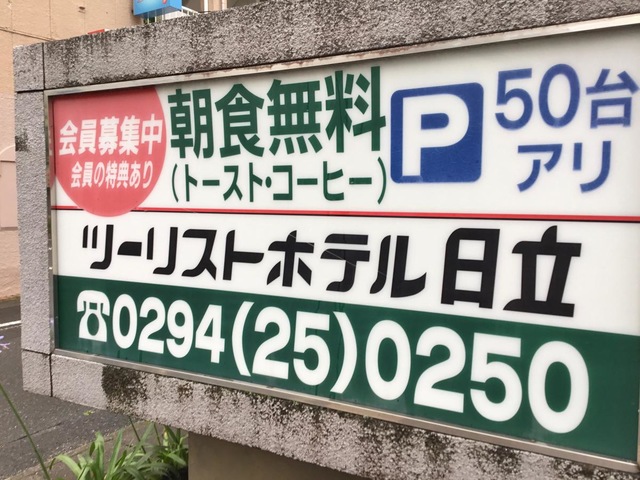 会員募集中
会員の特典あり
朝食無料
(トースト・コーヒー)
P
50台
アリ
ツーリストホテル日立
☎0294(25)0250